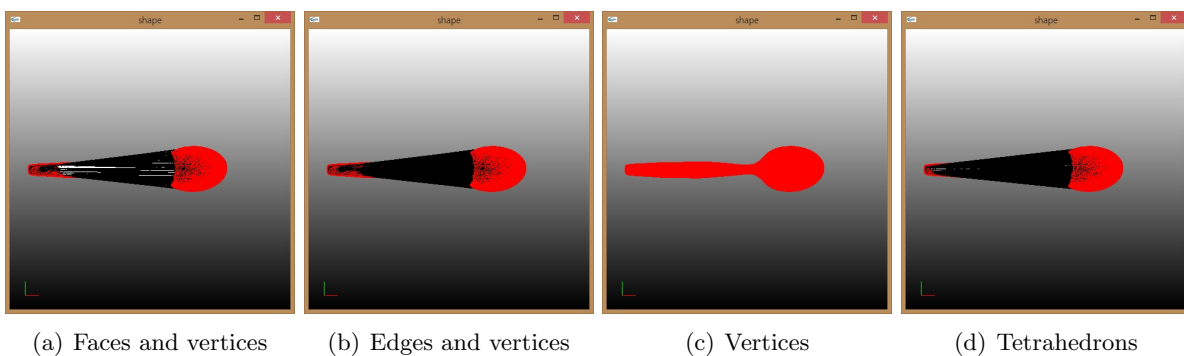 shape
shape
shape
shape
(a) Faces and vertices
(b) Edges and vertices
(c) Vertices
(d) Tetrahedrons